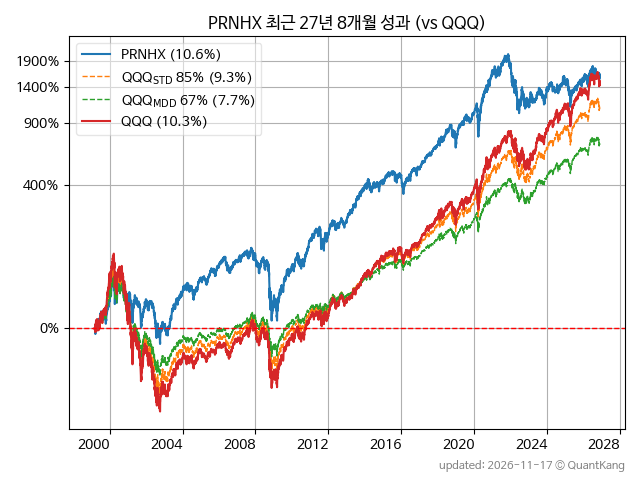 PRNHX 최근 27년 8개월 성과 (vs QQQ)
PRNHX (10.6%)
QQQSTD 85% (9.3%)
QQQMDD 67% (7.7%)
QQQ (10.3%)
1900%
1400%
900%
400%
0%
2000 2004 2008 2012 2016 2020 2024 2028
updated: 2026-11-17 © QuantKang